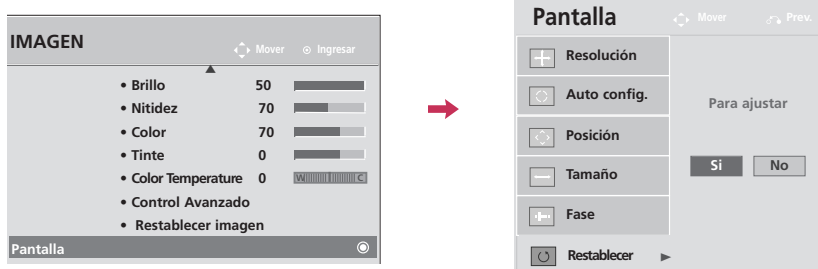 IMAGEN
Mover Ingresar
• Brillo 50
• Nitidez 70
• Color 70
• Tinte 0
• Color Temperature 0 W C
• Control Avanzado
• Restablecer imagen
Pantalla
Pantalla
Mover Prev.
Resolución
Auto config.
Posición
Tamaño
Fase
Restablecer
Para ajustar
Si No